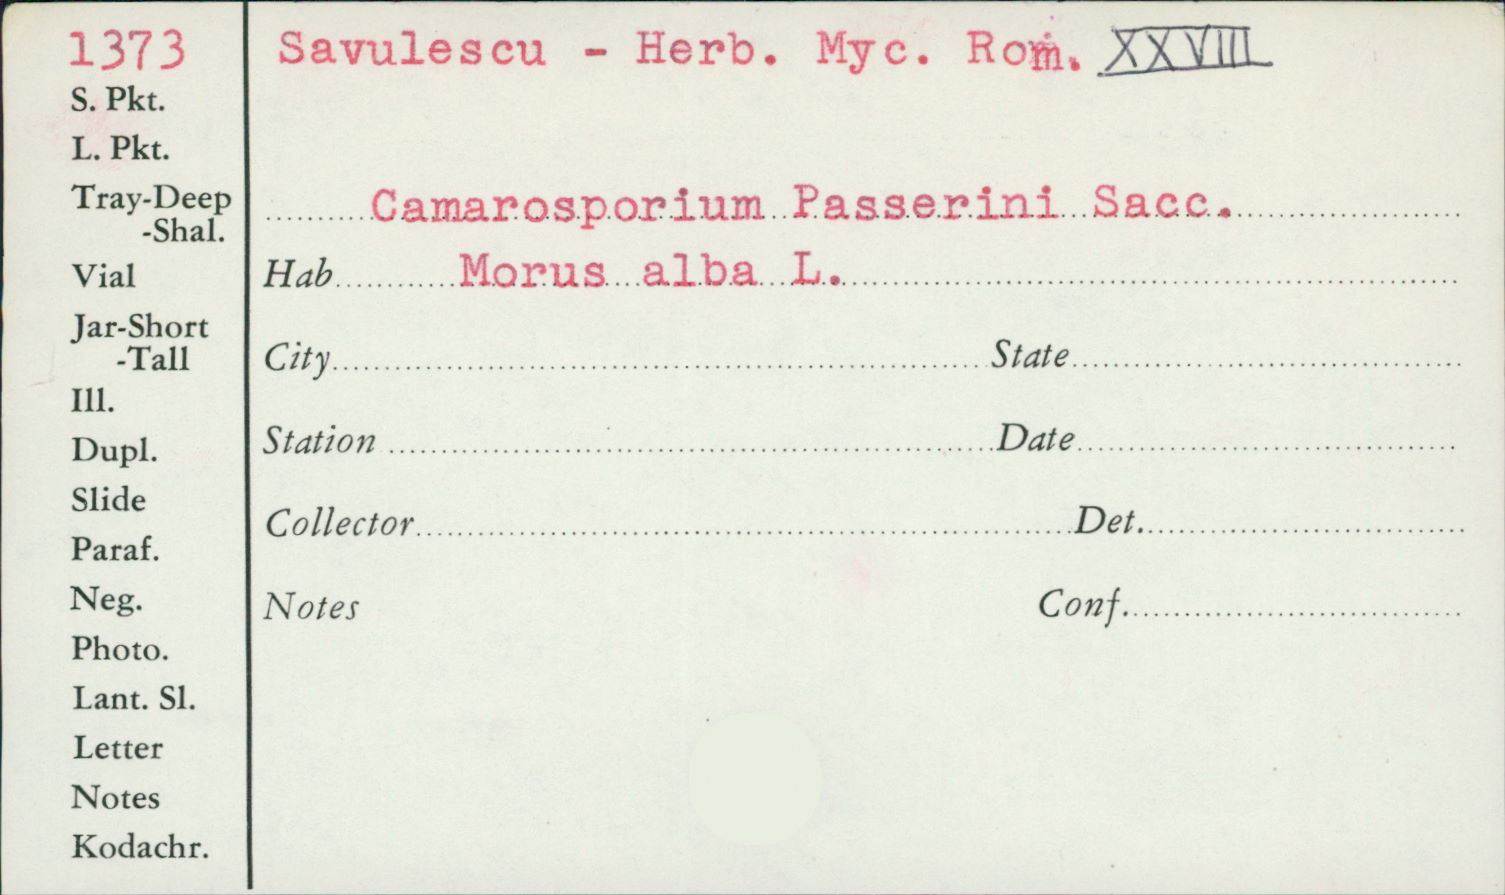 1373
Savulescu - Herb. Myc. Rom. XXVIII
S. Pkt.
L. Pkt.
Tray-Deep
-Shal.
Vial
Jar-Short
-Tall
Ill.
Dupl.
Slide
Paraf.
Neg.
Photo.
Lant. Sl.
Letter
Notes
Kodachr.
Camarosporium Passerini Sacc.
Hab Morus alba L.
City State
Station Date
Collector Det.
Notes Conf.